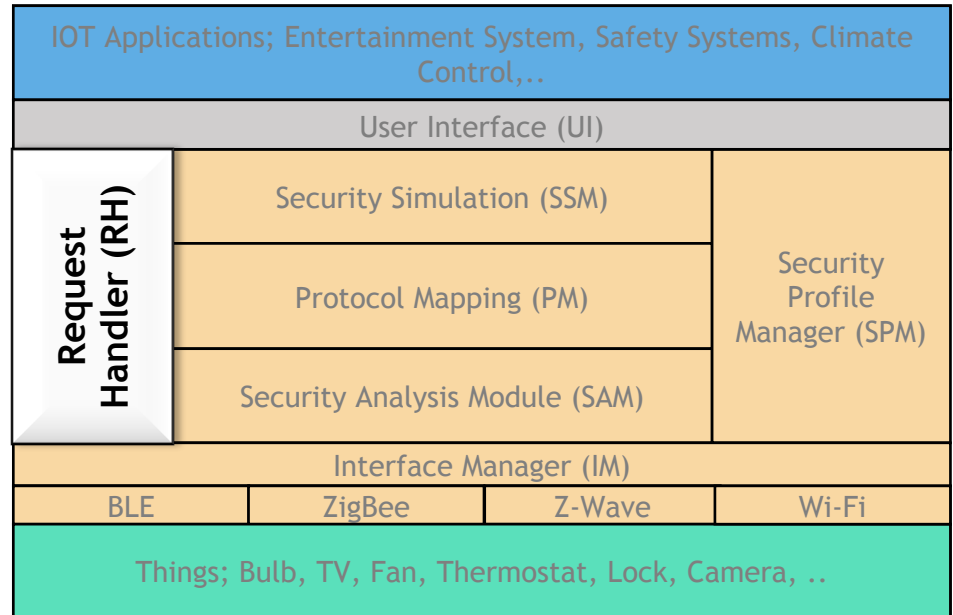 IOT Applications; Entertainment System, Safety Systems, Climate
Control,..
User Interface (UI)
Request
Handler (RH)
Security Simulation (SSM)
Protocol Mapping (PM)
Security Analysis Module (SAM)
Security
Profile
Manager (SPM)
Interface Manager (IM)
BLE
ZigBee
Z-Wave
Wi-Fi
Things; Bulb, TV, Fan, Thermostat, Lock, Camera, ..